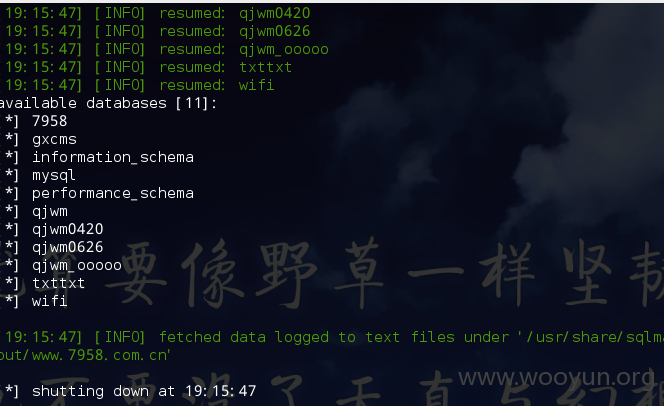 19:15:47] [INFO] resumed: qjwm0420
19:15:47] [INFO] resumed: qjwm0626
19:15:47] [INFO] resumed: qjwm_ooooo
19:15:47] [INFO] resumed: txttxt
19:15:47] [INFO] resumed: wifi
available databases [11]:
*] 7958
*] gxcms
*] information_schema
*] mysql
*] performance_schema
*] qjwm
*] qjwm0420
*] qjwm0626
*] qjwm_ooooo
*] txttxt
*] wifi
要像野草一样坚韧
19:15:47] [INFO] fetched data logged to text files under '/usr/share/sqlma
out/www.7958.com.cn'
www.wooyun.org
*] shutting down at 19:15:47